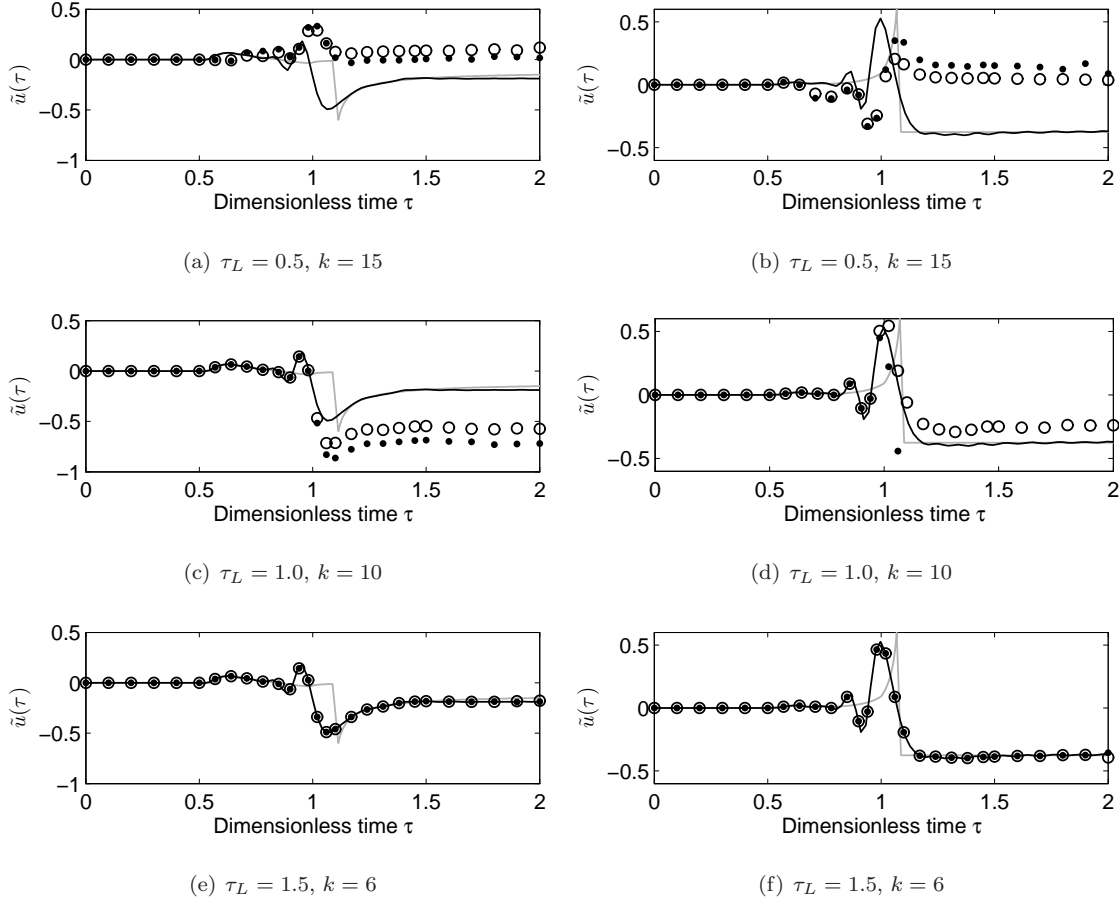 0.5
0
−0.5
−1
ũ(τ)
0 0.5 1 1.5 2
Dimensionless time τ
(a) τ_L = 0.5, k = 15
0.5
0
−0.5
ũ(τ)
0 0.5 1 1.5 2
Dimensionless time τ
(b) τ_L = 0.5, k = 15
0.5
0
−0.5
−1
ũ(τ)
0 0.5 1 1.5 2
Dimensionless time τ
(c) τ_L = 1.0, k = 10
0.5
0
−0.5
ũ(τ)
0 0.5 1 1.5 2
Dimensionless time τ
(d) τ_L = 1.0, k = 10
0.5
0
−0.5
−1
ũ(τ)
0 0.5 1 1.5 2
Dimensionless time τ
(e) τ_L = 1.5, k = 6
0.5
0
−0.5
ũ(τ)
0 0.5 1 1.5 2
Dimensionless time τ
(f) τ_L = 1.5, k = 6